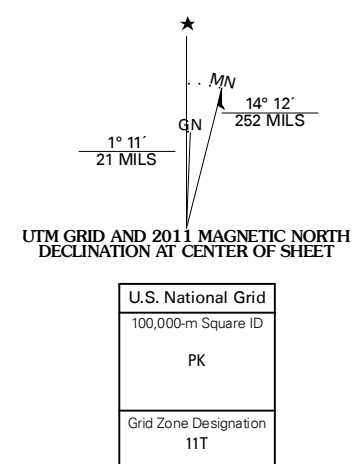 ★
MN
14° 12´
252 MILS
GN
1° 11´
21 MILS
UTM GRID AND 2011 MAGNETIC NORTH
DECLINATION AT CENTER OF SHEET
U.S. National Grid
100,000-m Square ID
PK
Grid Zone Designation
11T